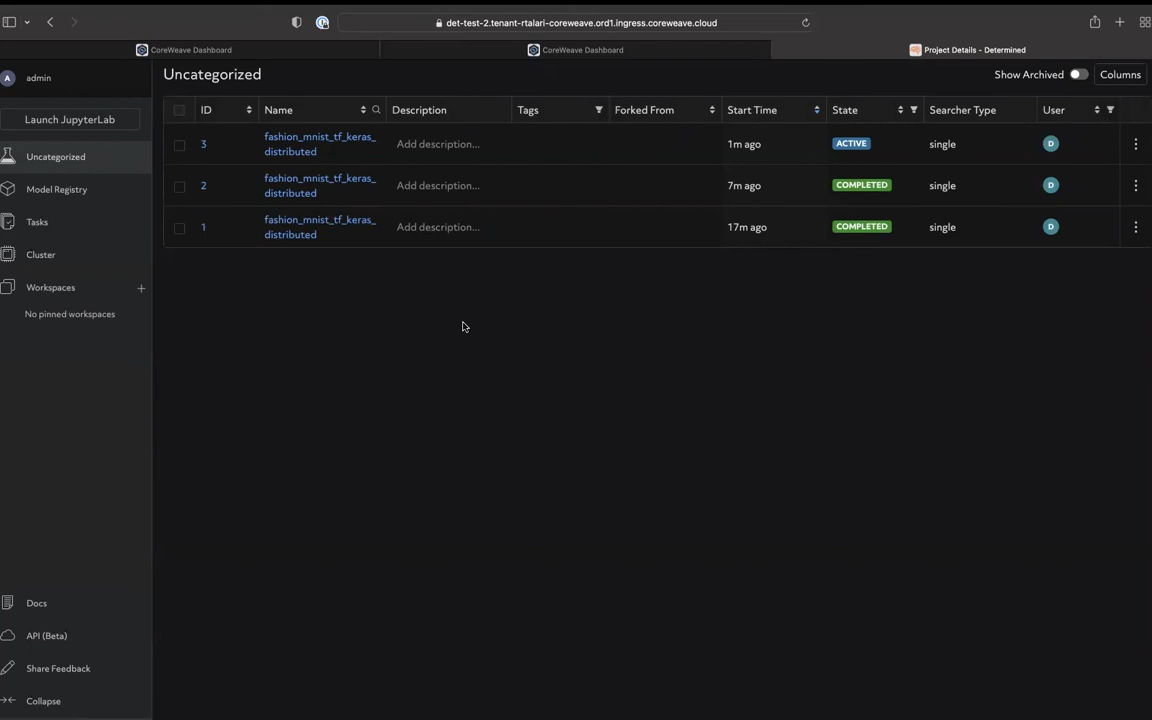 det-test-2.tenant-rtalari-coreweave.ord1.ingress.coreweave.cloud
CoreWeave Dashboard
CoreWeave Dashboard
Project Details - Determined
A admin
Launch JupyterLab
Uncategorized
Model Registry
Tasks
Cluster
Workspaces
No pinned workspaces
Docs
API (Beta)
Share Feedback
Collapse
Uncategorized
Show Archived
Columns
ID Name Description Tags Forked From Start Time State Searcher Type User
3 fashion_mnist_tf_keras_ Add description... 1m ago ACTIVE single D
distributed
2 fashion_mnist_tf_keras_ Add description... 7m ago COMPLETED single D
distributed
1 fashion_mnist_tf_keras_ Add description... 17m ago COMPLETED single D
distributed